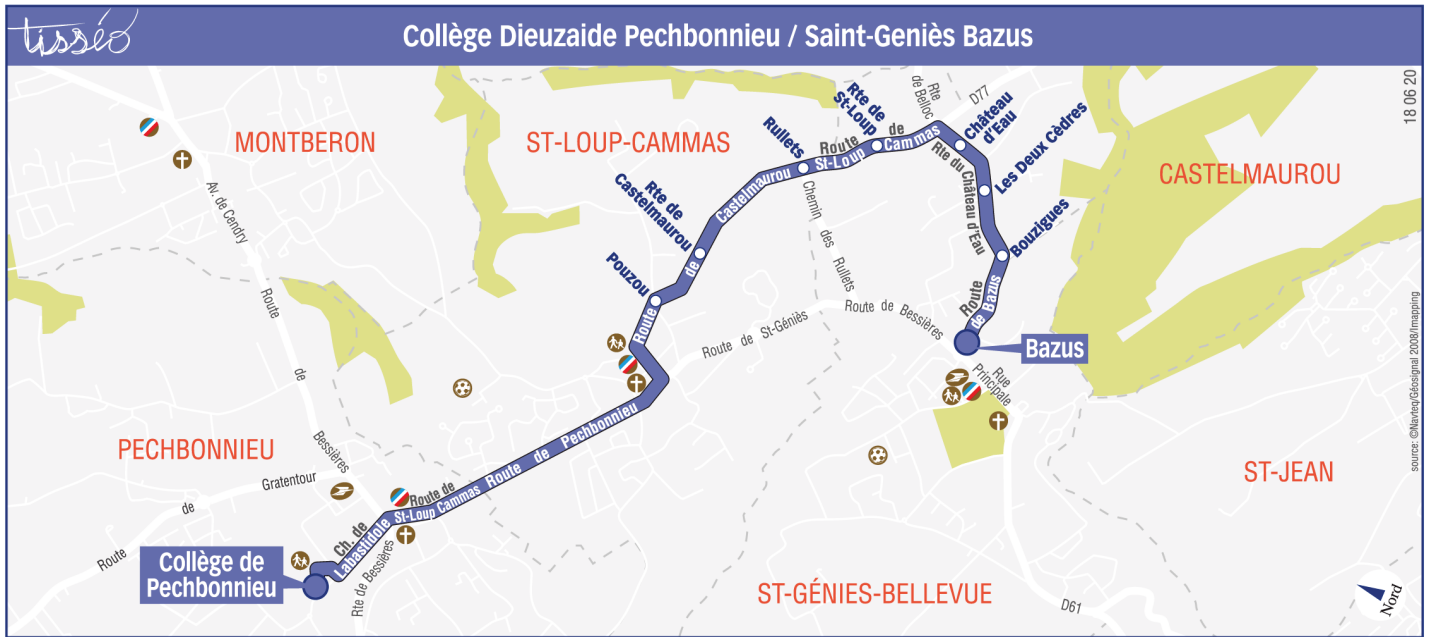 tisséo
Collège Dieuzaide Pechbonnieu / Saint-Geniès Bazus
18 06 20
MONTBERON
ST-LOUP-CAMMAS
CASTELMAUROU
PECHBONNIEU
ST-JEAN
ST-GÉNIES-BELLEVUE
Rte
de Belloc
D77
Rte de
St-Loup
Château
d'Eau
Rullets
Les Deux Cèdres
Rte de
Castelmaurou
Bouzigues
Pouzou
Route de
St-Loup Cammas
Rte du Château d'Eau
Route de Castelmaurou
Chemin des Rullets
Route
de Bazus
Bazus
Av. de Cendry
Route de Bessières
Route de St-Géniès
Route de Bessières
Rue
Principale
Route de Pechbonnieu
Route de Gratentour
Route de
St-Loup Cammas
Ch. de
Labastidole
Rte de Bessières
Collège de
Pechbonnieu
D61
Nord
source: ©Navteq/Géosignal 2008/Imapping